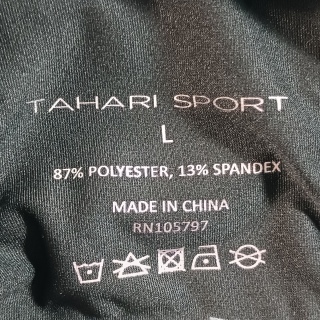 TAHARI SPORT
L
87% POLYESTER, 13% SPANDEX
MADE IN CHINA
RN105797